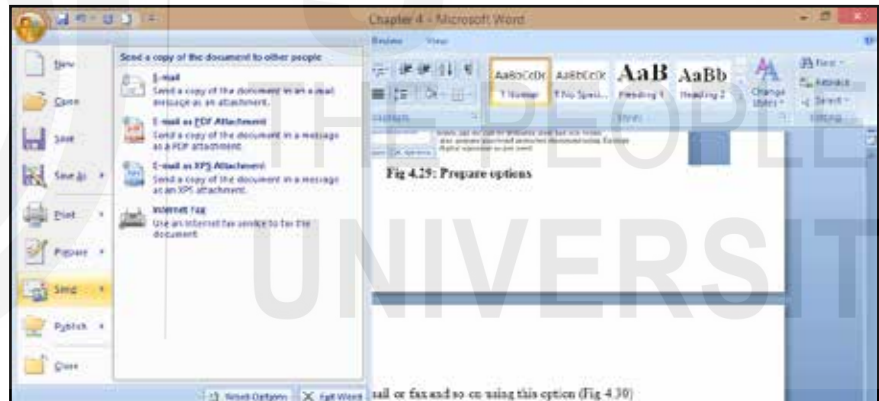 Chapter 4 - Microsoft Word
Review View
New
Open
Save
Save As
Print
Prepare
Send
Publish
Close
Send a copy of the document to other people
E-mail
Send a copy of the document in an e-mail
message as an attachment.
E-mail as PDF Attachment
Send a copy of the document in a message
as a PDF attachment.
E-mail as XPS Attachment
Send a copy of the document in a message
as an XPS attachment.
Internet Fax
Use an Internet fax service to fax the
document.
Word Options Exit Word
AaBbCcDc AaBbCcDc AaB AaBb
¶ Normal ¶ No Spaci... Heading 1 Heading 2
Change
Styles
Find
Replace
Select
Editing
Fig 4.29: Prepare options
mail or fax and so on using this option (Fig 4.30)
THE PEOPLE
UNIVERSIT